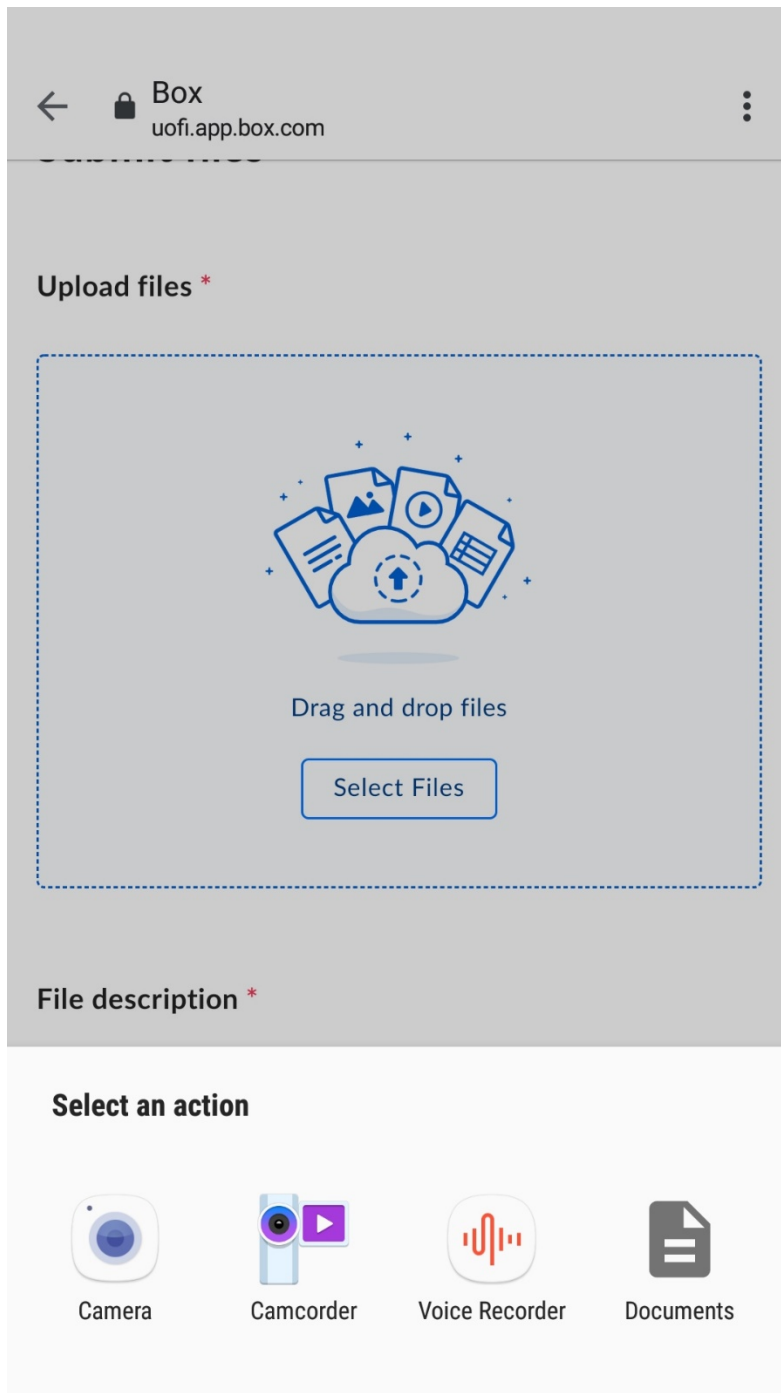 Box
uofi.app.box.com
Upload files *
Drag and drop files
Select Files
File description *
Select an action
Camera
Camcorder
Voice Recorder
Documents